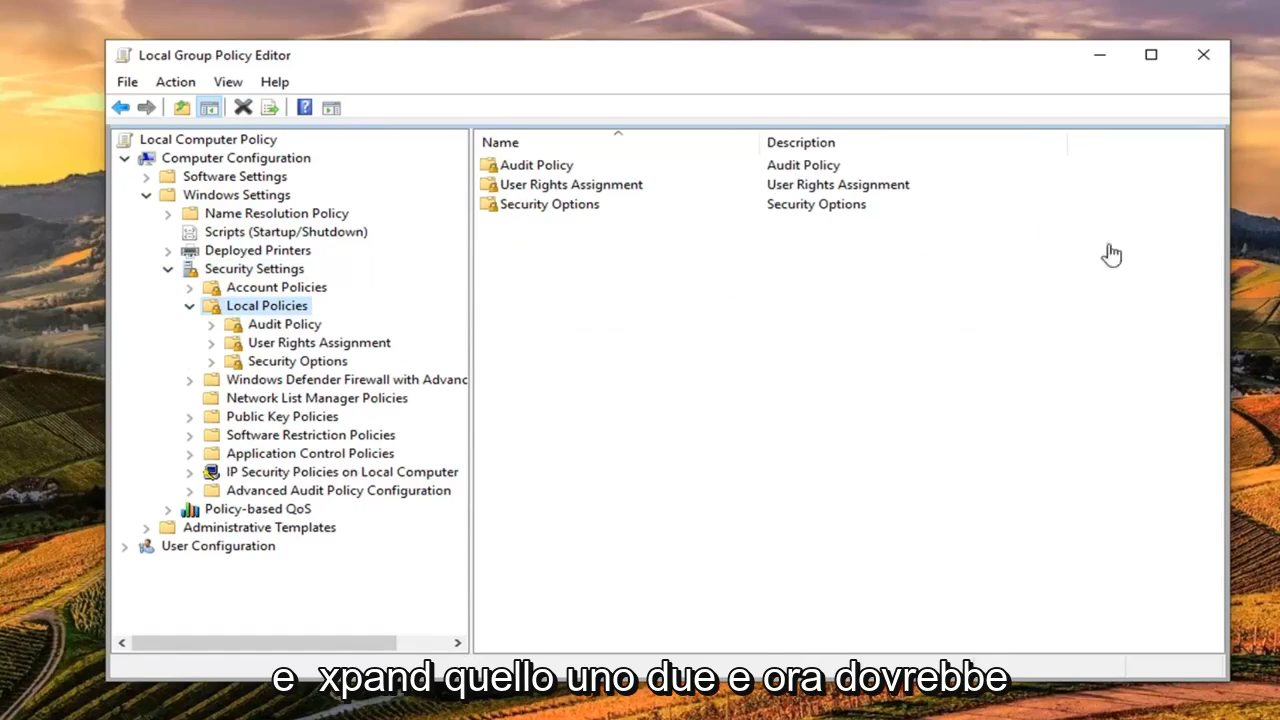 Local Group Policy Editor
File Action View Help
Local Computer Policy
Computer Configuration
Software Settings
Windows Settings
Name Resolution Policy
Scripts (Startup/Shutdown)
Deployed Printers
Security Settings
Account Policies
Local Policies
Audit Policy
User Rights Assignment
Security Options
Windows Defender Firewall with Advanc
Network List Manager Policies
Public Key Policies
Software Restriction Policies
Application Control Policies
IP Security Policies on Local Computer
Advanced Audit Policy Configuration
Policy-based QoS
Administrative Templates
User Configuration
Name Description
Audit Policy Audit Policy
User Rights Assignment User Rights Assignment
Security Options Security Options
e xpand quello uno due e ora dovrebbe